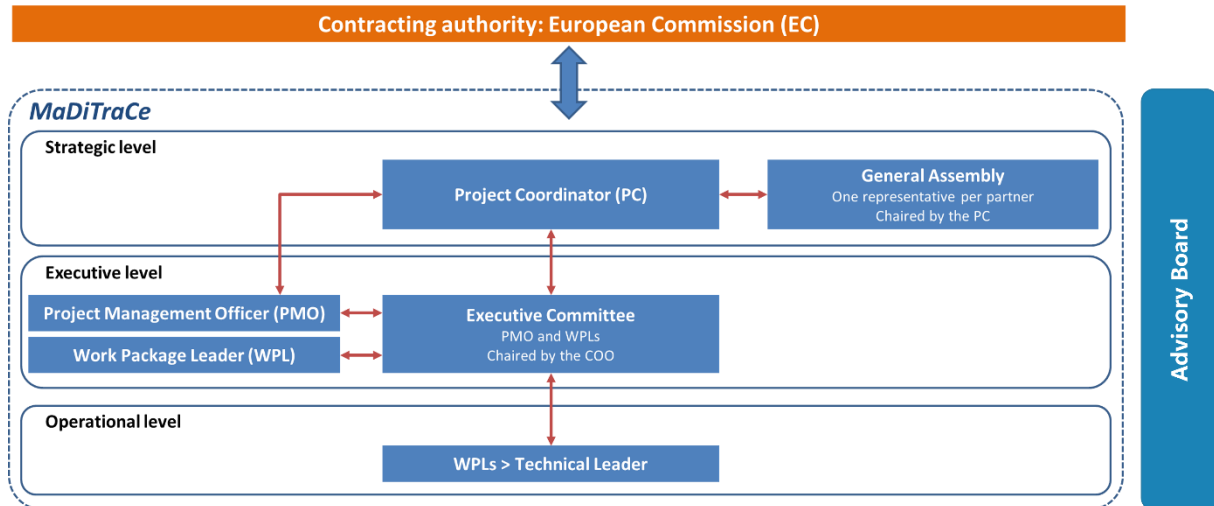 Contracting authority: European Commission (EC)
MaDiTraCe
Strategic level
Project Coordinator (PC)
General Assembly
One representative per partner
Chaired by the PC
Executive level
Project Management Officer (PMO)
Work Package Leader (WPL)
Executive Committee
PMO and WPLs
Chaired by the COO
Operational level
WPLs > Technical Leader
Advisory Board